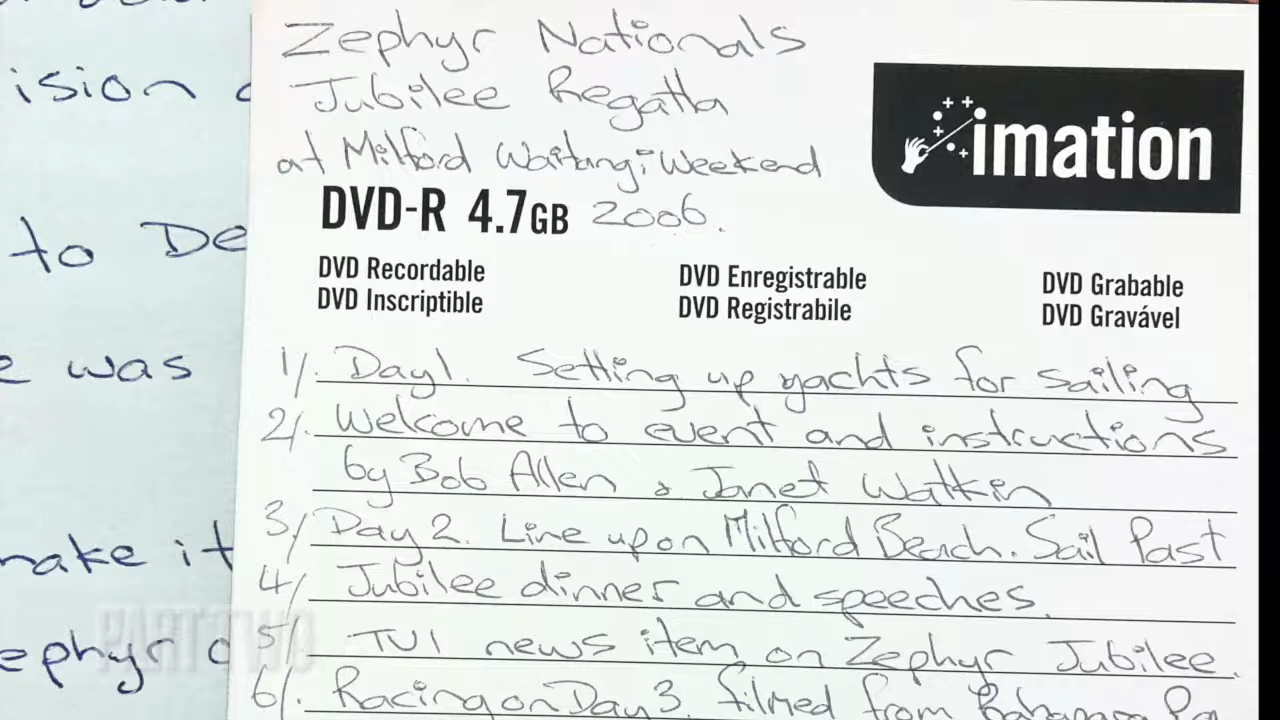 Zephyr Nationals
Jubilee Regatta
at Milford Waitangi Weekend
DVD-R 4.7GB 2006.
imation
DVD Recordable DVD Enregistrable DVD Grabable
DVD Inscriptible DVD Registrabile DVD Gravável
1/. Day 1. Setting up yachts for sailing
2/. Welcome to event and instructions
by Bob Allen & Janet Watkin
3/ Day 2. Line up on Milford Beach. Sail Past
4/ Jubilee dinner and speeches.
5/ TV1 news item on Zephyr Jubilee.
6/. Racing on Day 3. filmed from
ision
to De
was
make it
ephyr
PART TWO